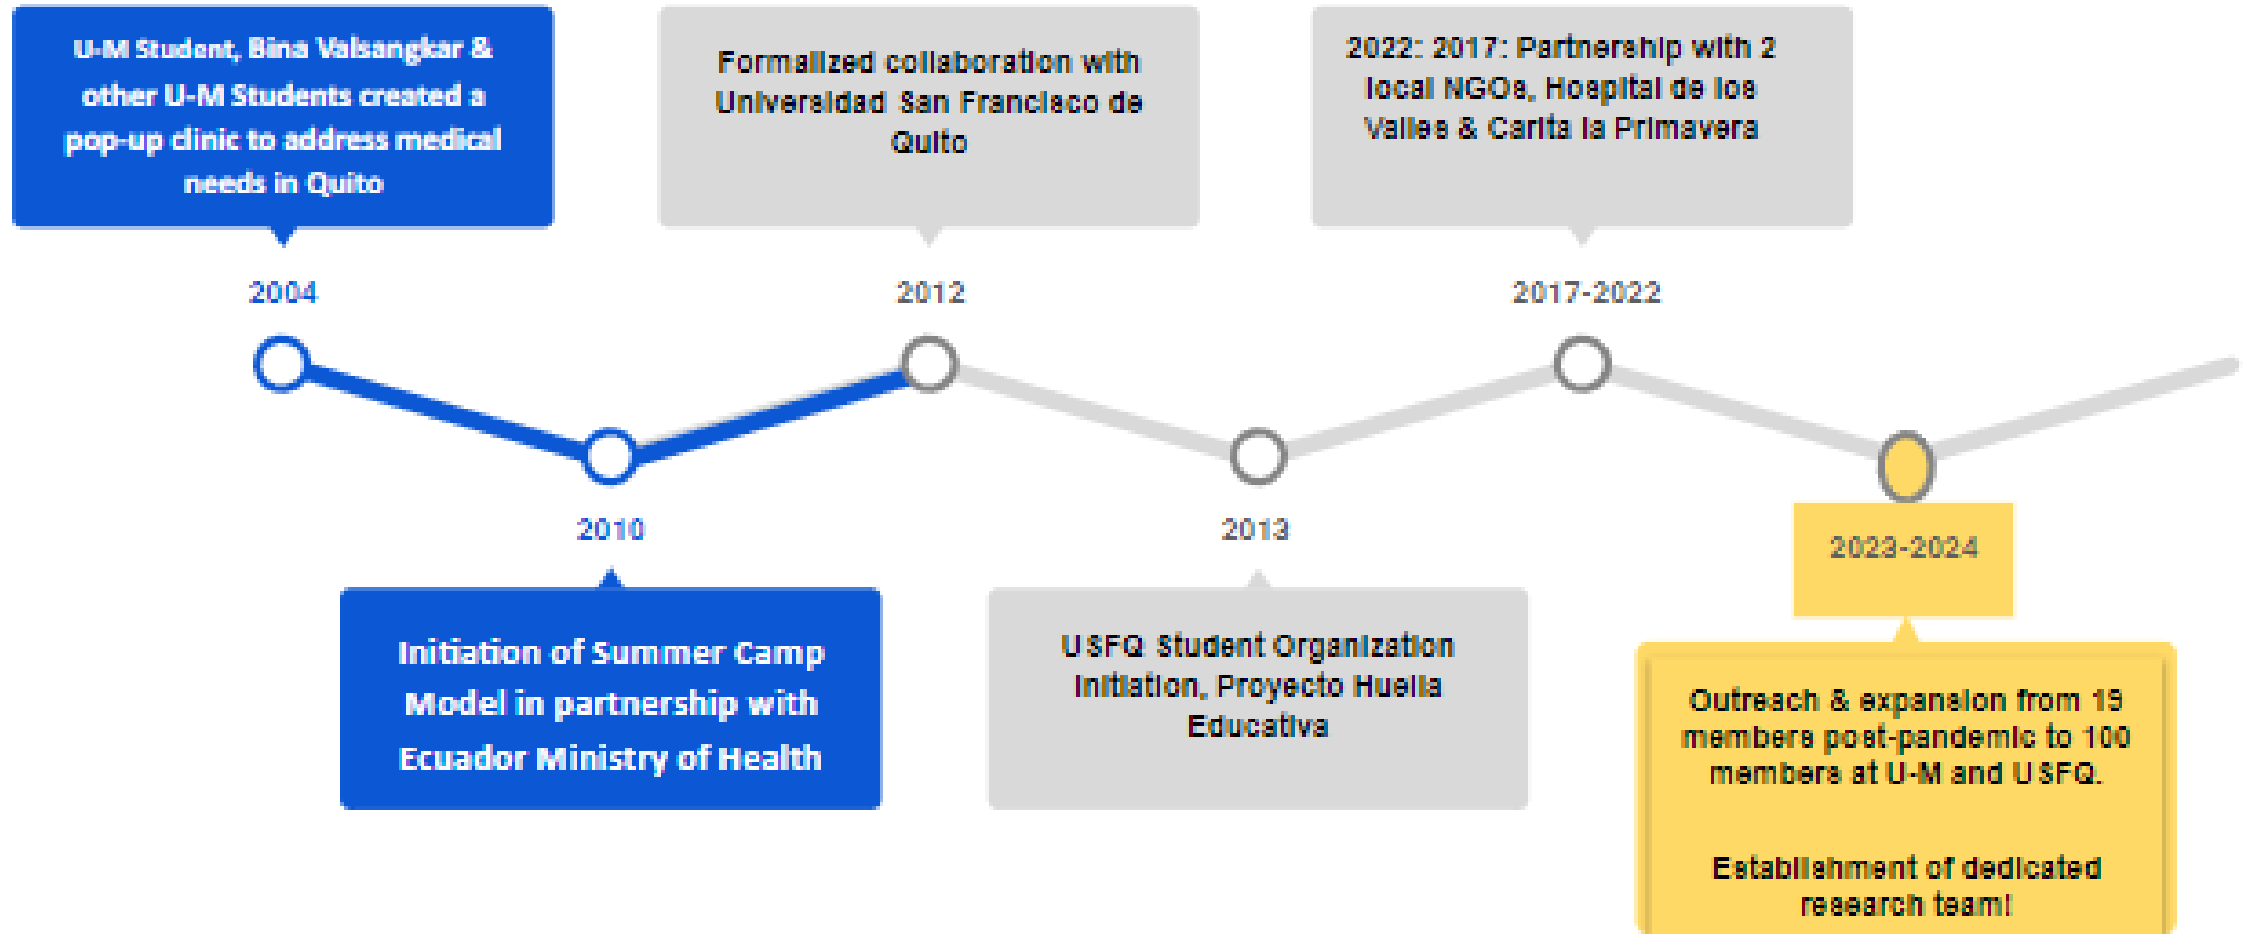 U-M Student, Bina Valsangkar &
other U-M Students created a
pop-up clinic to address medical
needs in Quito
2004
2010
Initiation of Summer Camp
Model in partnership with
Ecuador Ministry of Health
Formalized collaboration with
Universidad San Francisco de
Quito
2012
2013
USFQ Student Organization
Initiation, Proyecto Huella
Educativa
2022: 2017: Partnership with 2
local NGOs, Hospital de los
Valles & Carita la Primavera
2017-2022
2023-2024
Outreach & expansion from 19
members post-pandemic to 100
members at U-M and USFQ.
Establishment of dedicated
research team!